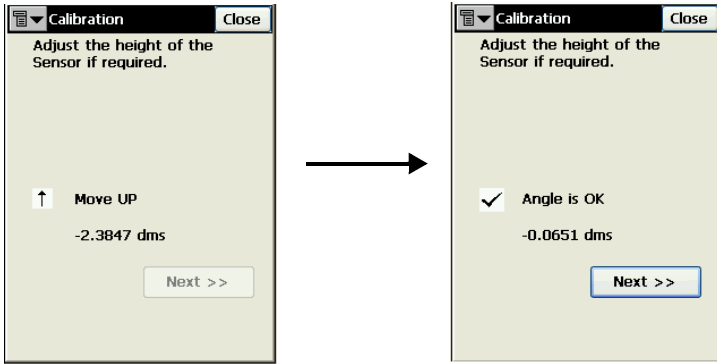 Calibration Close
Adjust the height of the
Sensor if required.
Move UP
-2.3847 dms
Next >>
Calibration Close
Adjust the height of the
Sensor if required.
Angle is OK
-0.0651 dms
Next >>